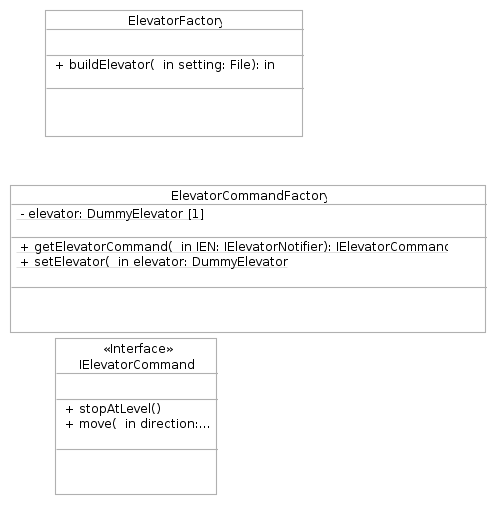 ElevatorFactory
+ buildElevator( in setting: File): in
ElevatorCommandFactory
- elevator: DummyElevator [1]
+ getElevatorCommand( in IEN: IElevatorNotifier): IElevatorCommand
+ setElevator( in elevator: DummyElevator
«Interface»
IElevatorCommand
+ stopAtLevel()
+ move( in direction:...